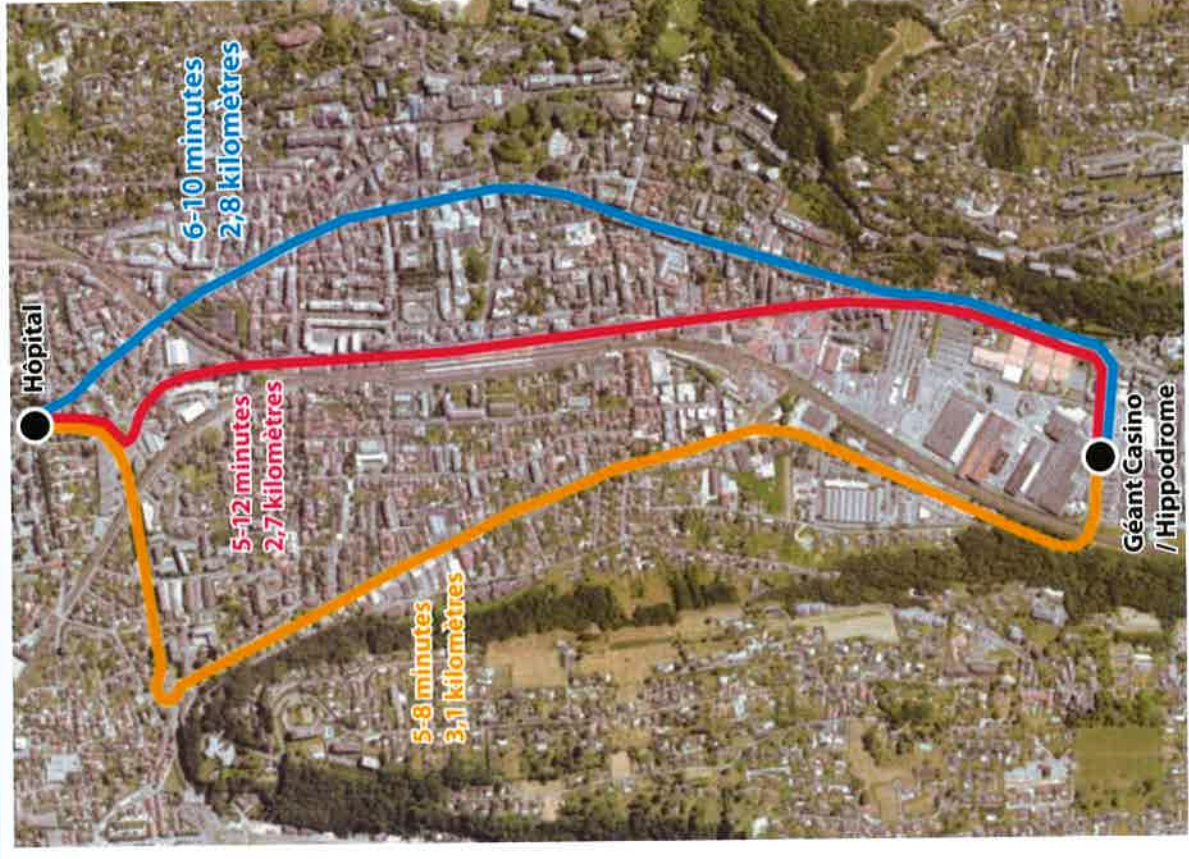 Hôpital
6-10 minutes
2,8 kilomètres
5-12 minutes
2,7 kilomètres
5-8 minutes
3,1 kilomètres
Géant Casino
/ Hippodrome